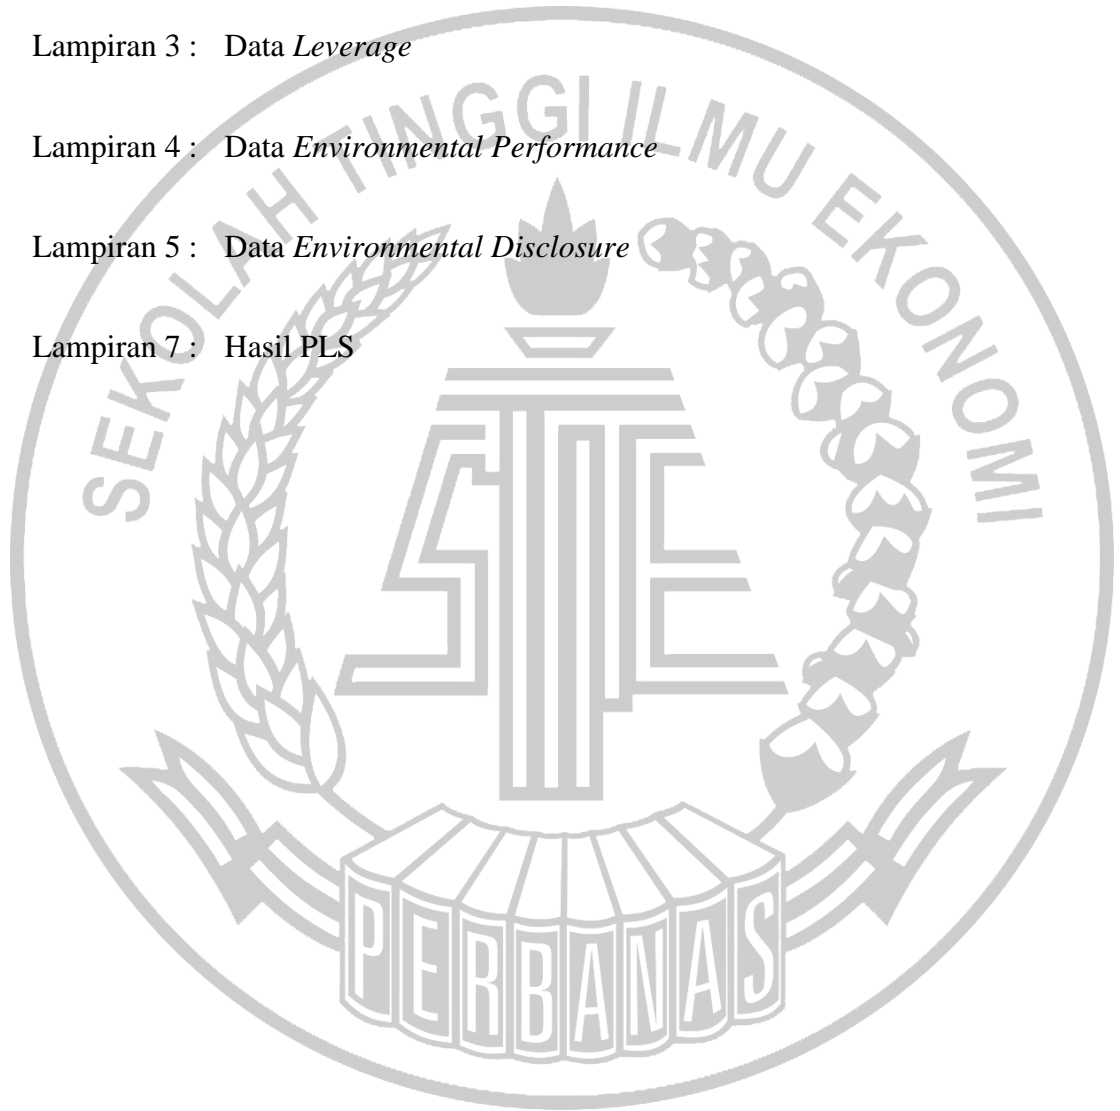 Lampiran 3 : Data Leverage
Lampiran 4 : Data Environmental Performance
Lampiran 5 : Data Environmental Disclosure
Lampiran 7 : Hasil PLS
SEKOLAH TINGGI ILMU EKONOMI
STIE
PERBANAS